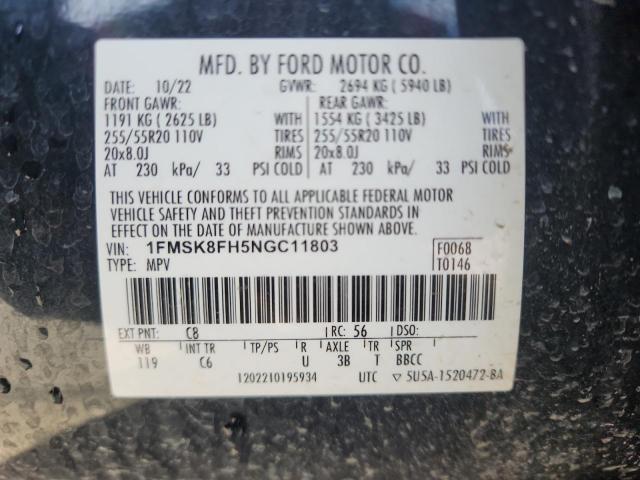 MFD. BY FORD MOTOR CO.
DATE: 10/22 GVWR: 2694 KG ( 5940 LB)
FRONT GAWR: REAR GAWR:
1191 KG ( 2625 LB) WITH 1554 KG ( 3425 LB) WITH
255/55R20 110V TIRES 255/55R20 110V TIRES
20x8.0J RIMS 20x8.0J RIMS
AT 230 kPa/ 33 PSI COLD AT 230 kPa/ 33 PSI COLD
THIS VEHICLE CONFORMS TO ALL APPLICABLE FEDERAL MOTOR
VEHICLE SAFETY AND THEFT PREVENTION STANDARDS IN
EFFECT ON THE DATE OF MANUFACTURE SHOWN ABOVE.
VIN: 1FMSK8FH5NGC11803 F0068
TYPE: MPV T0146
EXT PNT: C8 RC: 56 DSO:
WB INT TR TP/PS R AXLE TR SPR
119 C6 U 3B T BBCC
1202210195934 UTC ▽ 5U5A-1520472-BA